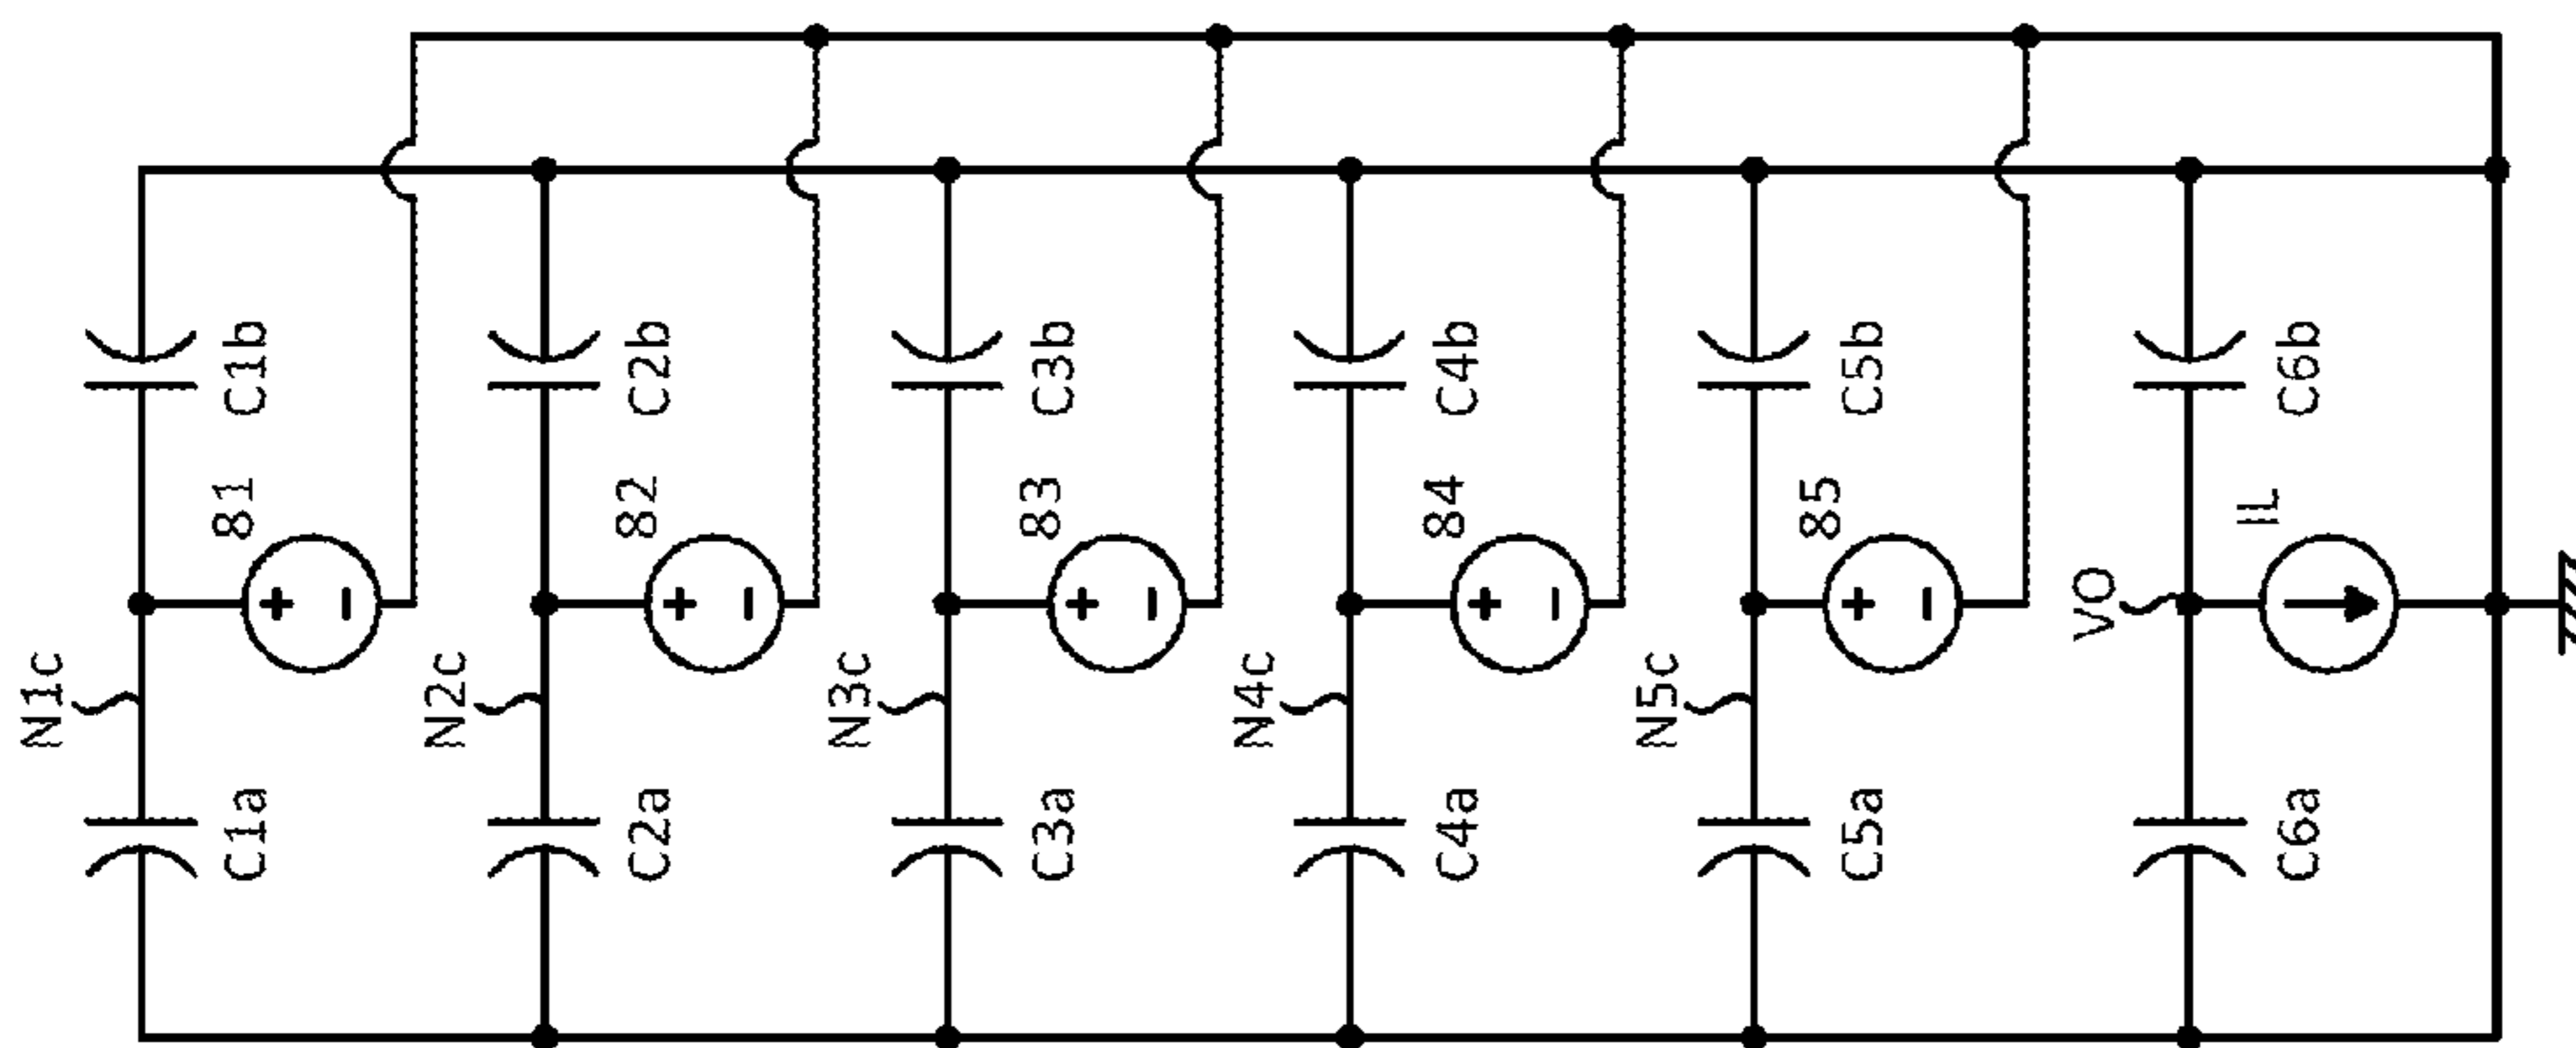 C1b
C2b
C3b
C4b
C5b
C6b
81
82
83
84
85
IL
+ −
+ −
+ −
+ −
+ −
VO
N1c
N2c
N3c
N4c
N5c
C1a
C2a
C3a
C4a
C5a
C6a